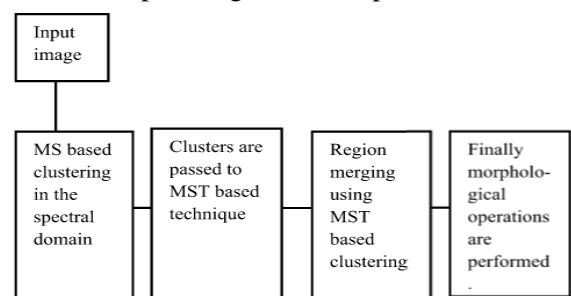 Input
image
MS based
clustering
in the
spectral
domain
Clusters are
passed to
MST based
technique
Region
merging
using
MST
based
clustering
Finally
morpholo-
gical
operations
are
performed
.